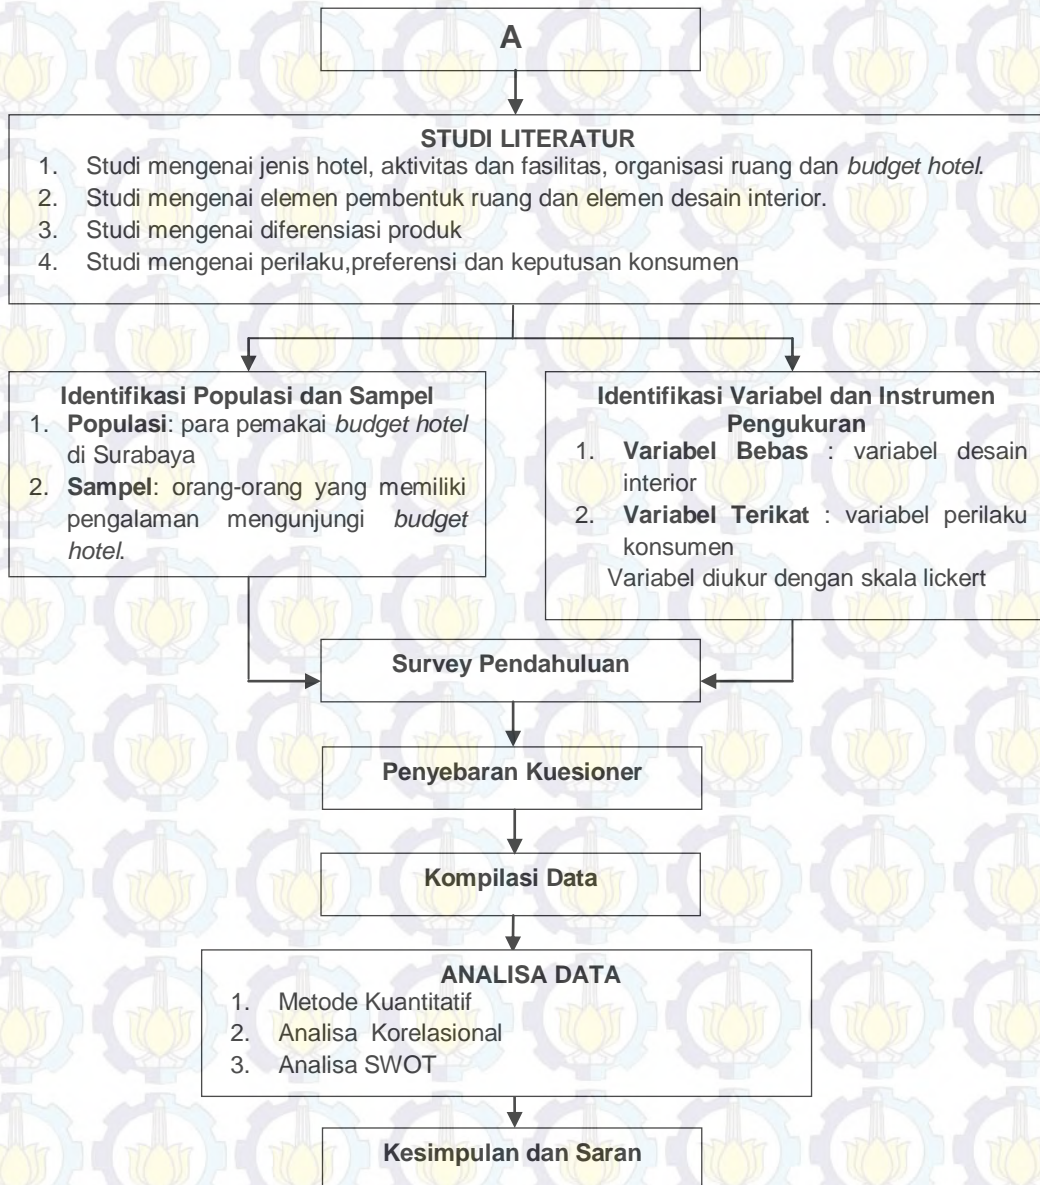 A
STUDI LITERATUR
1. Studi mengenai jenis hotel, aktivitas dan fasilitas, organisasi ruang dan budget hotel.
2. Studi mengenai elemen pembentuk ruang dan elemen desain interior.
3. Studi mengenai diferensiasi produk
4. Studi mengenai perilaku,preferensi dan keputusan konsumen
Identifikasi Populasi dan Sampel
1. Populasi: para pemakai budget hotel
di Surabaya
2. Sampel: orang-orang yang memiliki
pengalaman mengunjungi budget
hotel.
Identifikasi Variabel dan Instrumen
Pengukuran
1. Variabel Bebas : variabel desain
interior
2. Variabel Terikat : variabel perilaku
konsumen
Variabel diukur dengan skala lickert
Survey Pendahuluan
Penyebaran Kuesioner
Kompilasi Data
ANALISA DATA
1. Metode Kuantitatif
2. Analisa Korelasional
3. Analisa SWOT
Kesimpulan dan Saran